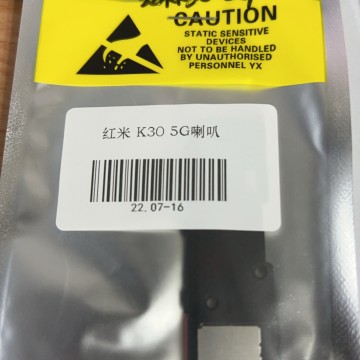 CAUTION
STATIC SENSITIVE
DEVICES
NOT TO BE HANDLED
BY UNAUTHORISED
PERSONNEL YX
红米 K30 5G喇叭
22.07-16